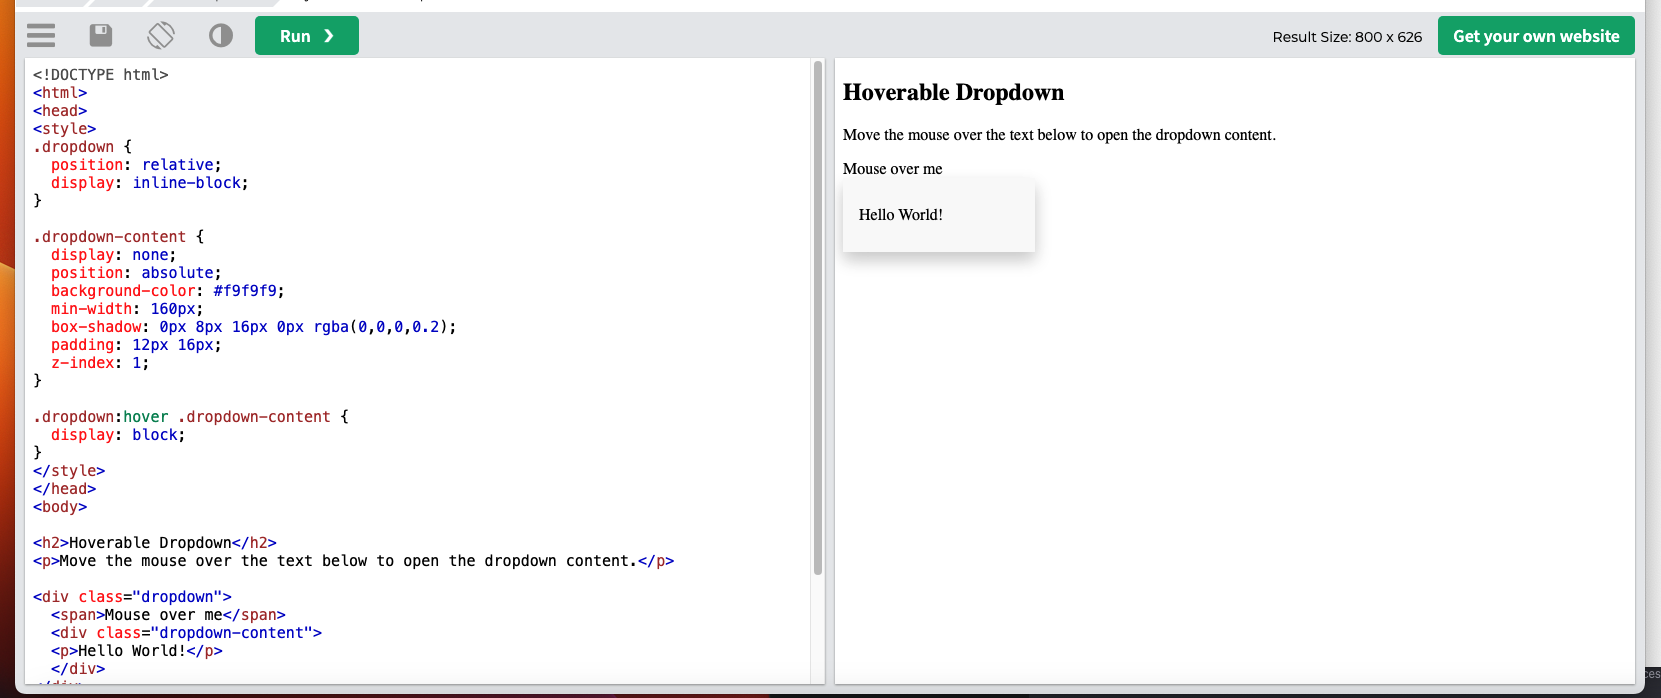 Run ❯
Result Size: 800 x 626
Get your own website
<!DOCTYPE html>
<html>
<head>
<style>
.dropdown {
  position: relative;
  display: inline-block;
}

.dropdown-content {
  display: none;
  position: absolute;
  background-color: #f9f9f9;
  min-width: 160px;
  box-shadow: 0px 8px 16px 0px rgba(0,0,0,0.2);
  padding: 12px 16px;
  z-index: 1;
}

.dropdown:hover .dropdown-content {
  display: block;
}
</style>
</head>
<body>

<h2>Hoverable Dropdown</h2>
<p>Move the mouse over the text below to open the dropdown content.</p>

<div class="dropdown">
  <span>Mouse over me</span>
  <div class="dropdown-content">
  <p>Hello World!</p>
  </div>
Hoverable Dropdown
Move the mouse over the text below to open the dropdown content.
Mouse over me
Hello World!